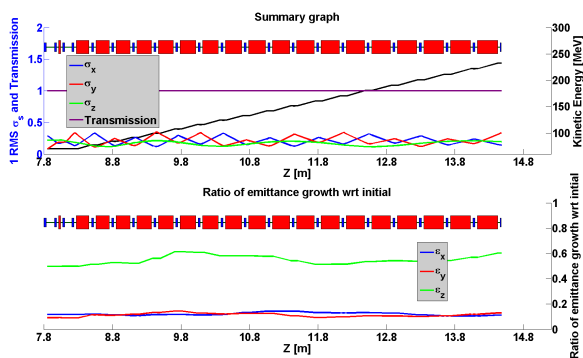 Summary graph
1 RMS σs and Transmission
2
1.5
1
0.5
0
σx
σy
σz
Transmission
300
250
200
150
100
Kinetic Energy [MeV]
7.8 8.8 9.8 10.8 11.8 12.8 13.8 14.8
Z [m]
Ratio of emittance growth wrt initial
εx
εy
εz
1
0.8
0.6
0.4
0.2
0
Ratio of emittance growth wrt intial
7.8 8.8 9.8 10.8 11.8 12.8 13.8 14.8
Z [m]